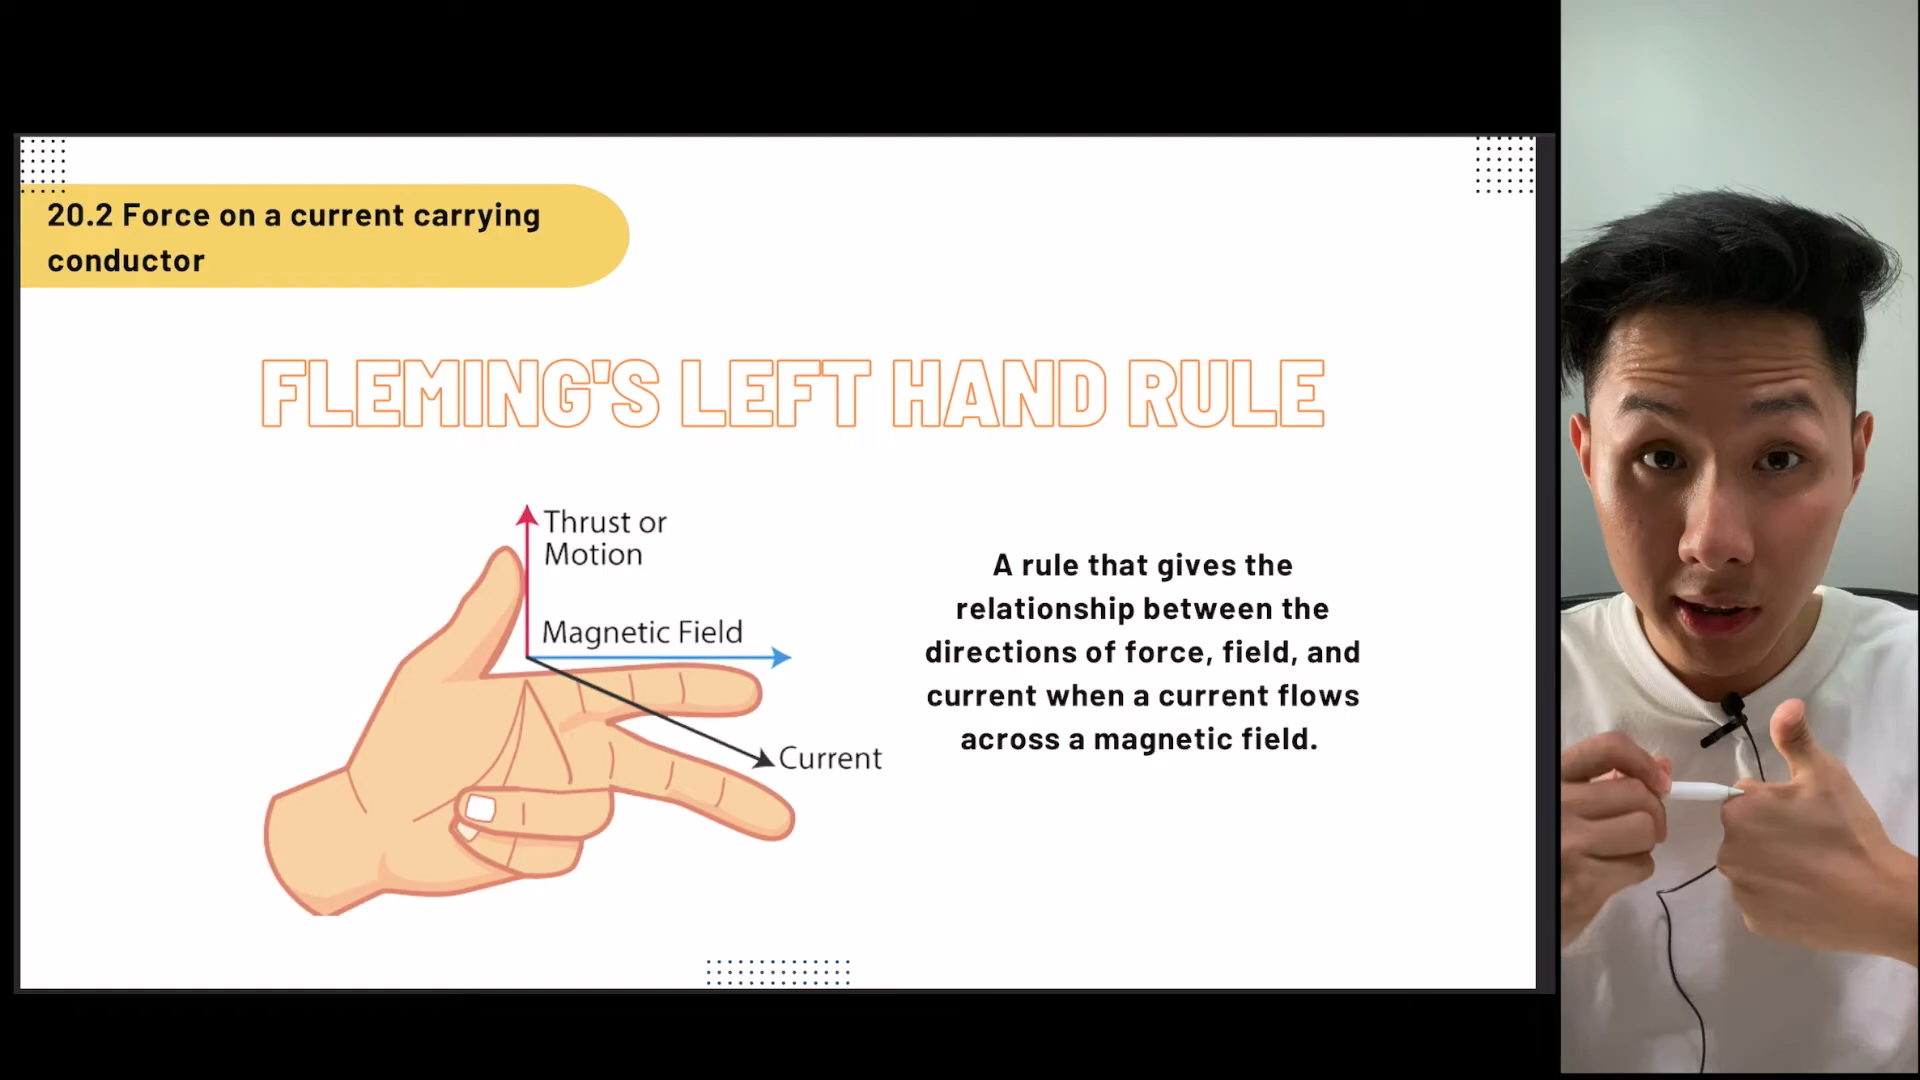 20.2 Force on a current carrying
conductor
FLEMING'S LEFT HAND RULE
Thrust or
Motion
Magnetic Field
Current
A rule that gives the
relationship between the
directions of force, field, and
current when a current flows
across a magnetic field.